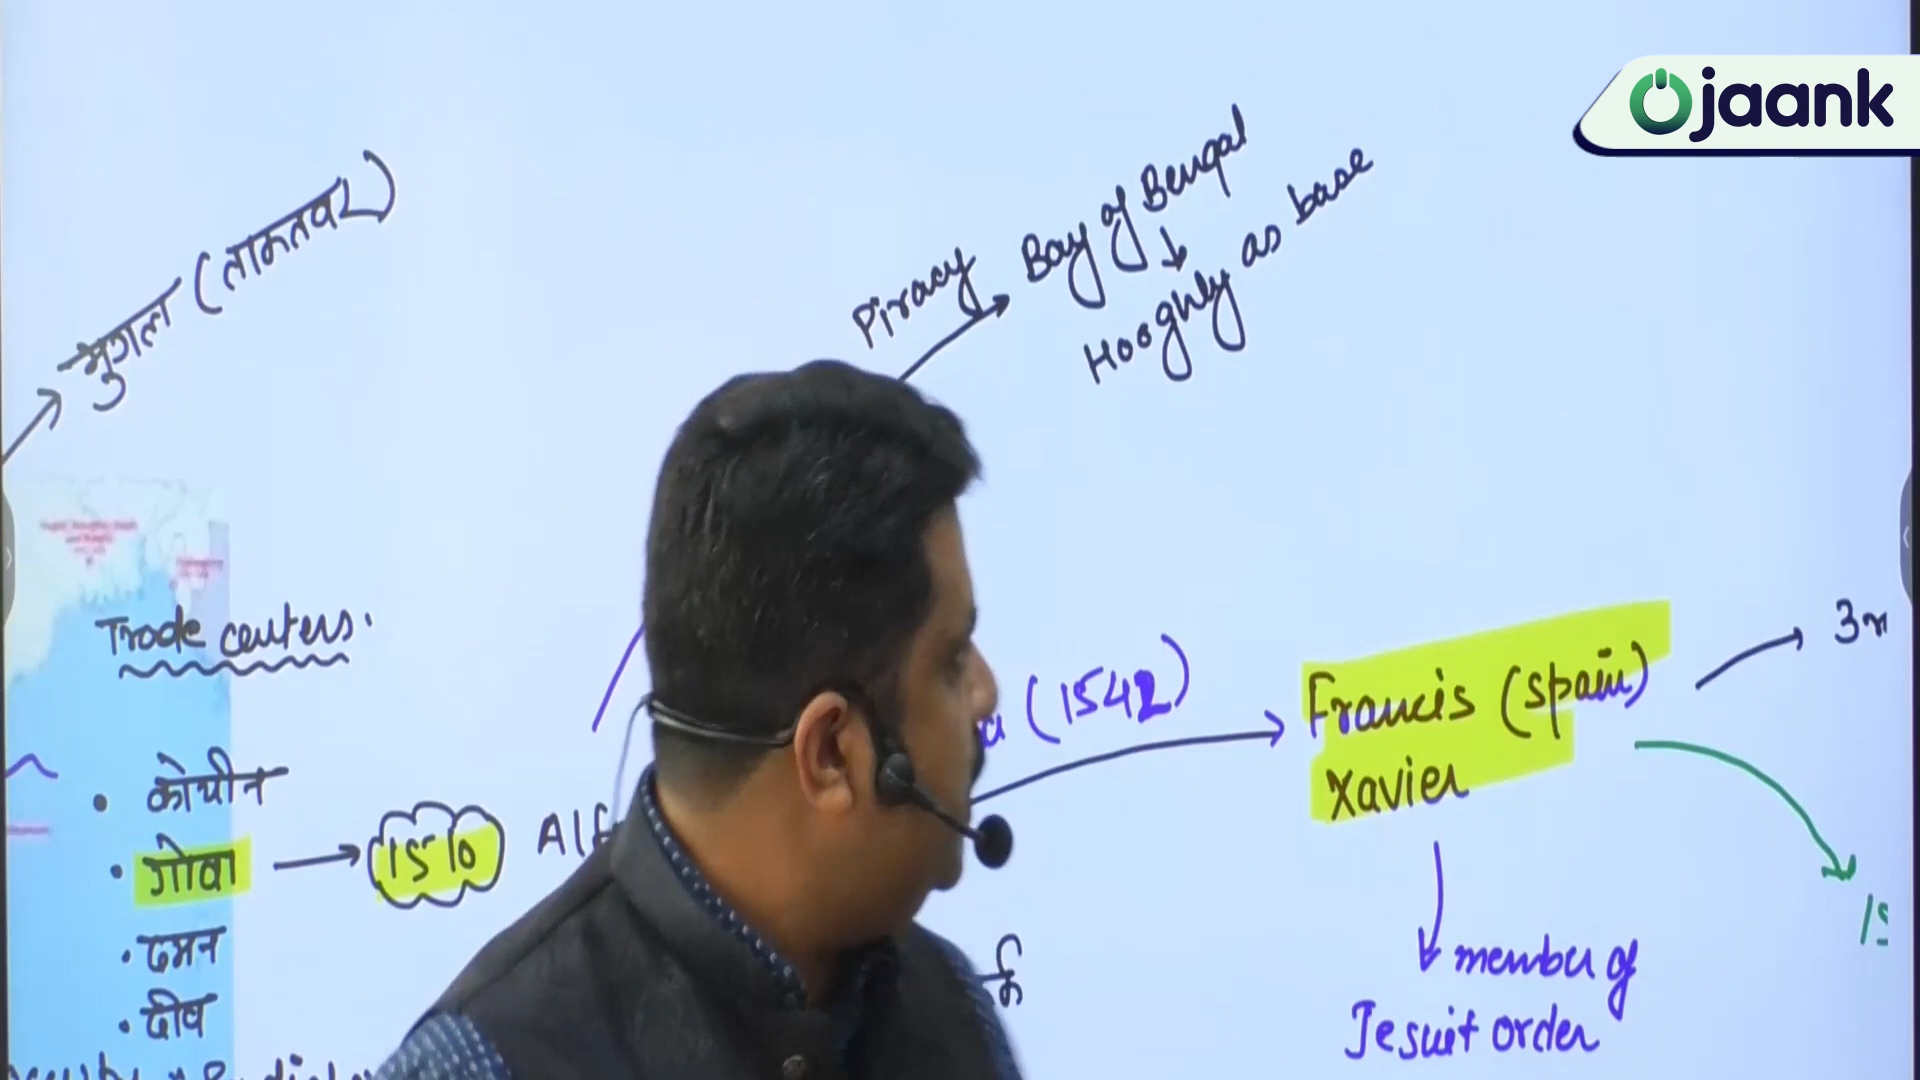 Ojaank
Piracy
Bay of Bengal
Hooghly as base
मुगल (ताकतवर)
Trade centers.
कोचीन
गोवा
1510
दमन
दीव
(1542)
Francis (Spain)
Xavier
member of
Jesuit order